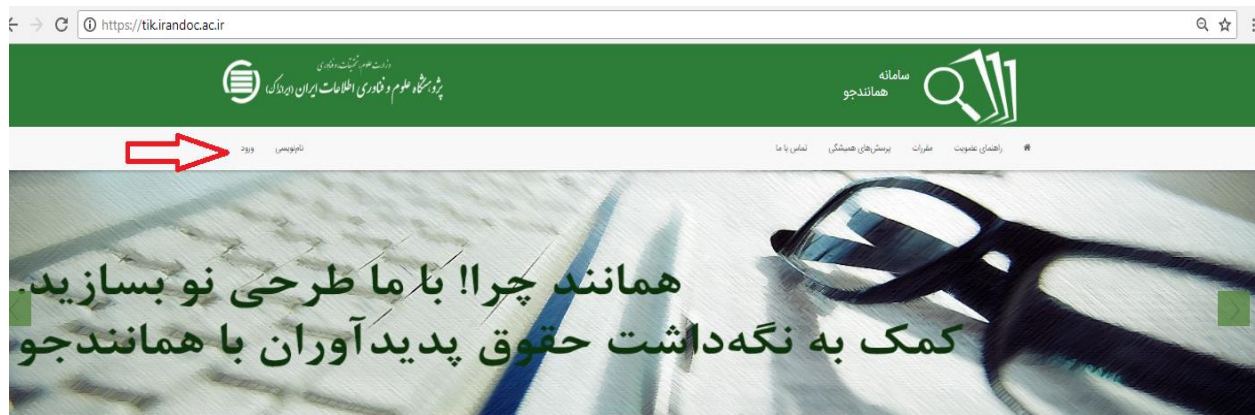 https://tik.irandoc.ac.ir
سامانه
همانندجو
وزارت علوم، تحقیقات و فناوری
پژوهشگاه علوم و فناوری اطلاعات ایران (ایرانداک)
راهنمای عضویت مقررات پرسش‌های همیشگی تماس با ما
نام‌نویسی ورود
همانند چرا! با ما طرحی نو بسازید.
کمک به نگه‌داشت حقوق پدیدآوران با همانندجو